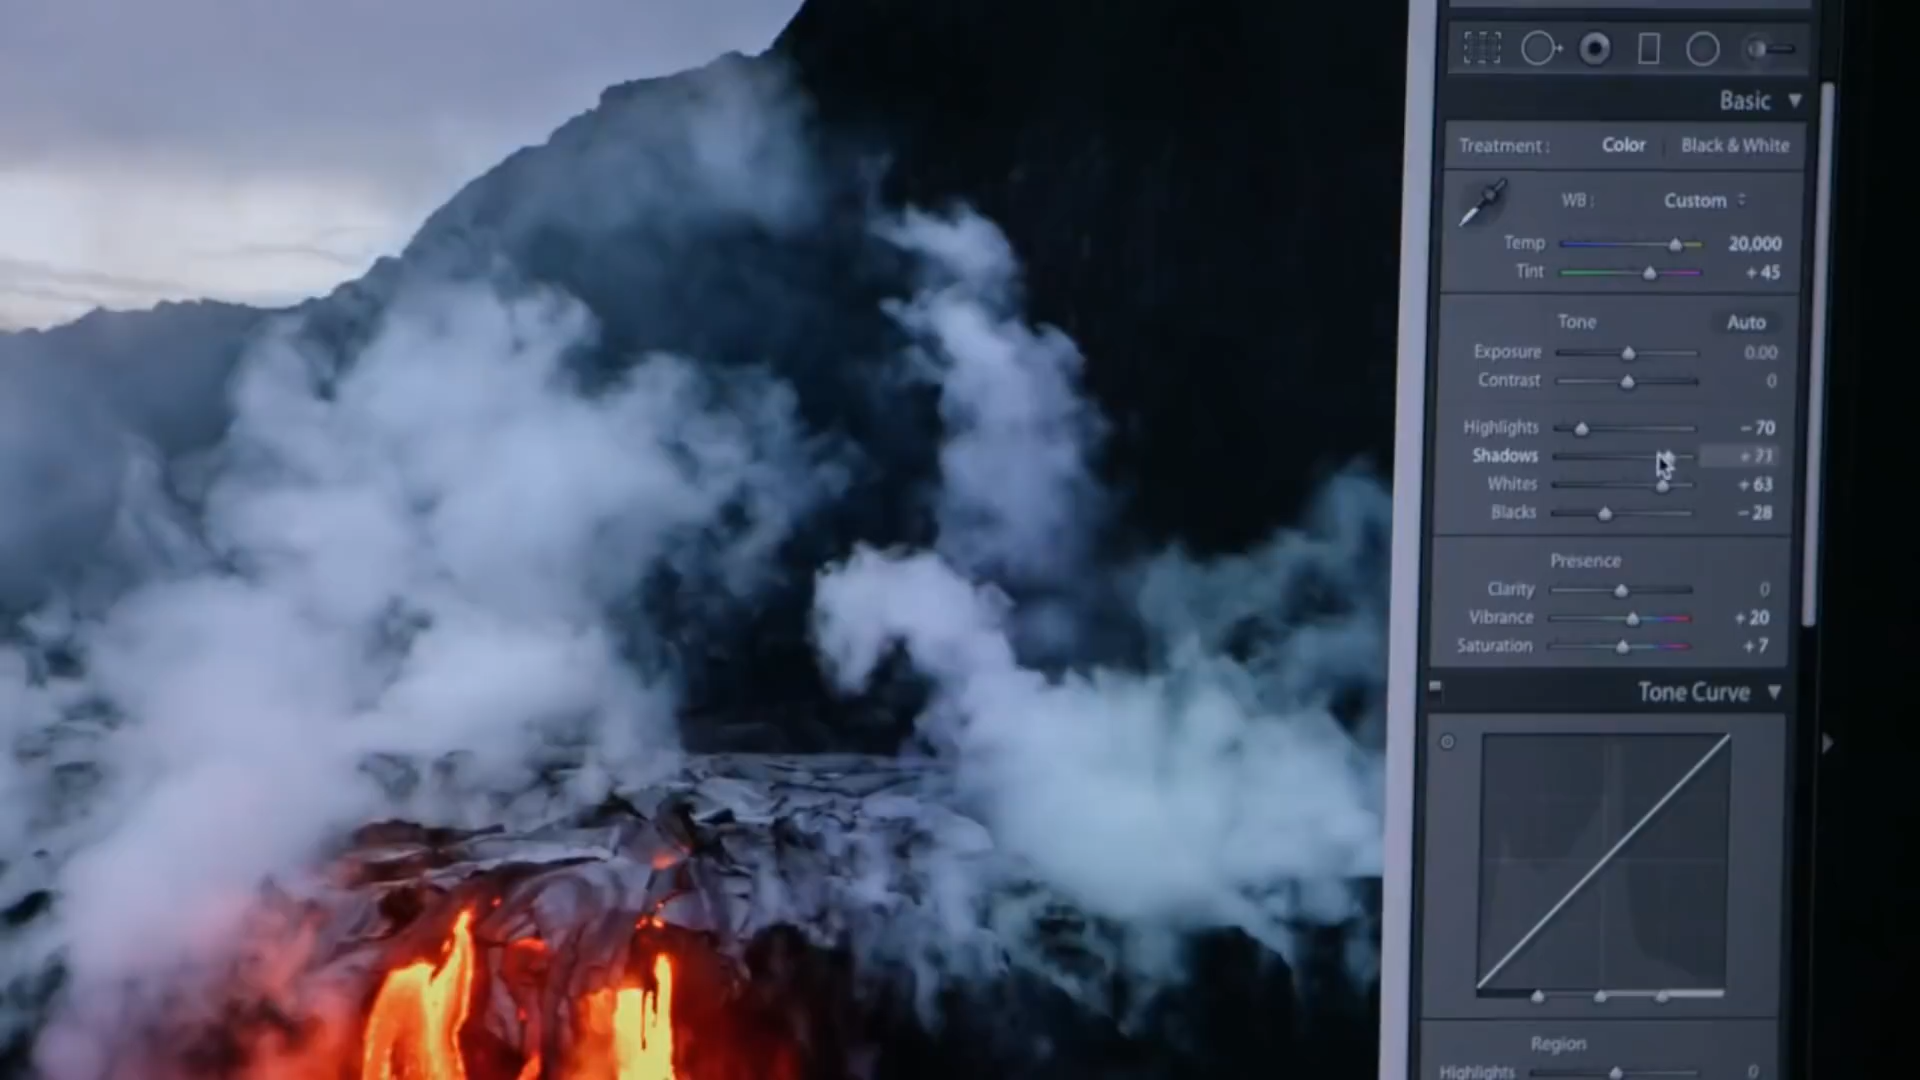 Basic
Treatment: Color Black & White
WB: Custom
Temp 20,000
Tint +45
Tone Auto
Exposure 0.00
Contrast 0
Highlights -70
Shadows
Whites +63
Blacks -28
Presence
Clarity 0
Vibrance +20
Saturation +7
Tone Curve
Region
Highlights 0